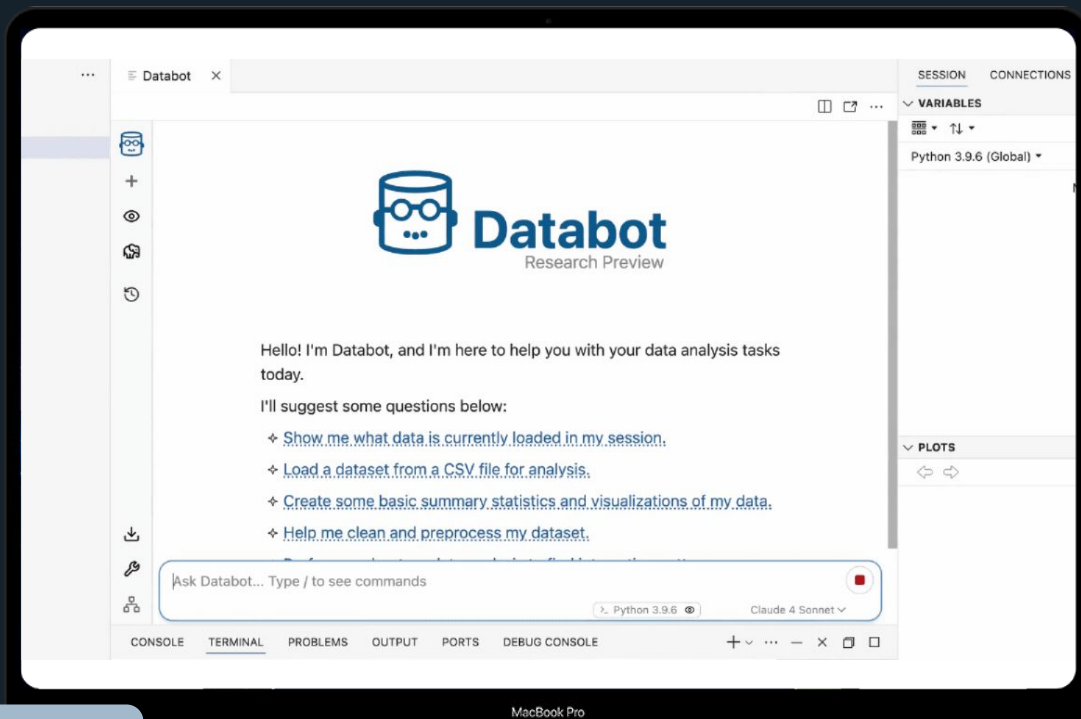 Databot
SESSION CONNECTIONS
VARIABLES
Python 3.9.6 (Global)
Databot
Research Preview
Hello! I'm Databot, and I'm here to help you with your data analysis tasks
today.
I'll suggest some questions below:
Show me what data is currently loaded in my session.
Load a dataset from a CSV file for analysis.
Create some basic summary statistics and visualizations of my data.
Help me clean and preprocess my dataset.
PLOTS
Ask Databot... Type / to see commands
Python 3.9.6
Claude 4 Sonnet
CONSOLE TERMINAL PROBLEMS OUTPUT PORTS DEBUG CONSOLE
MacBook Pro